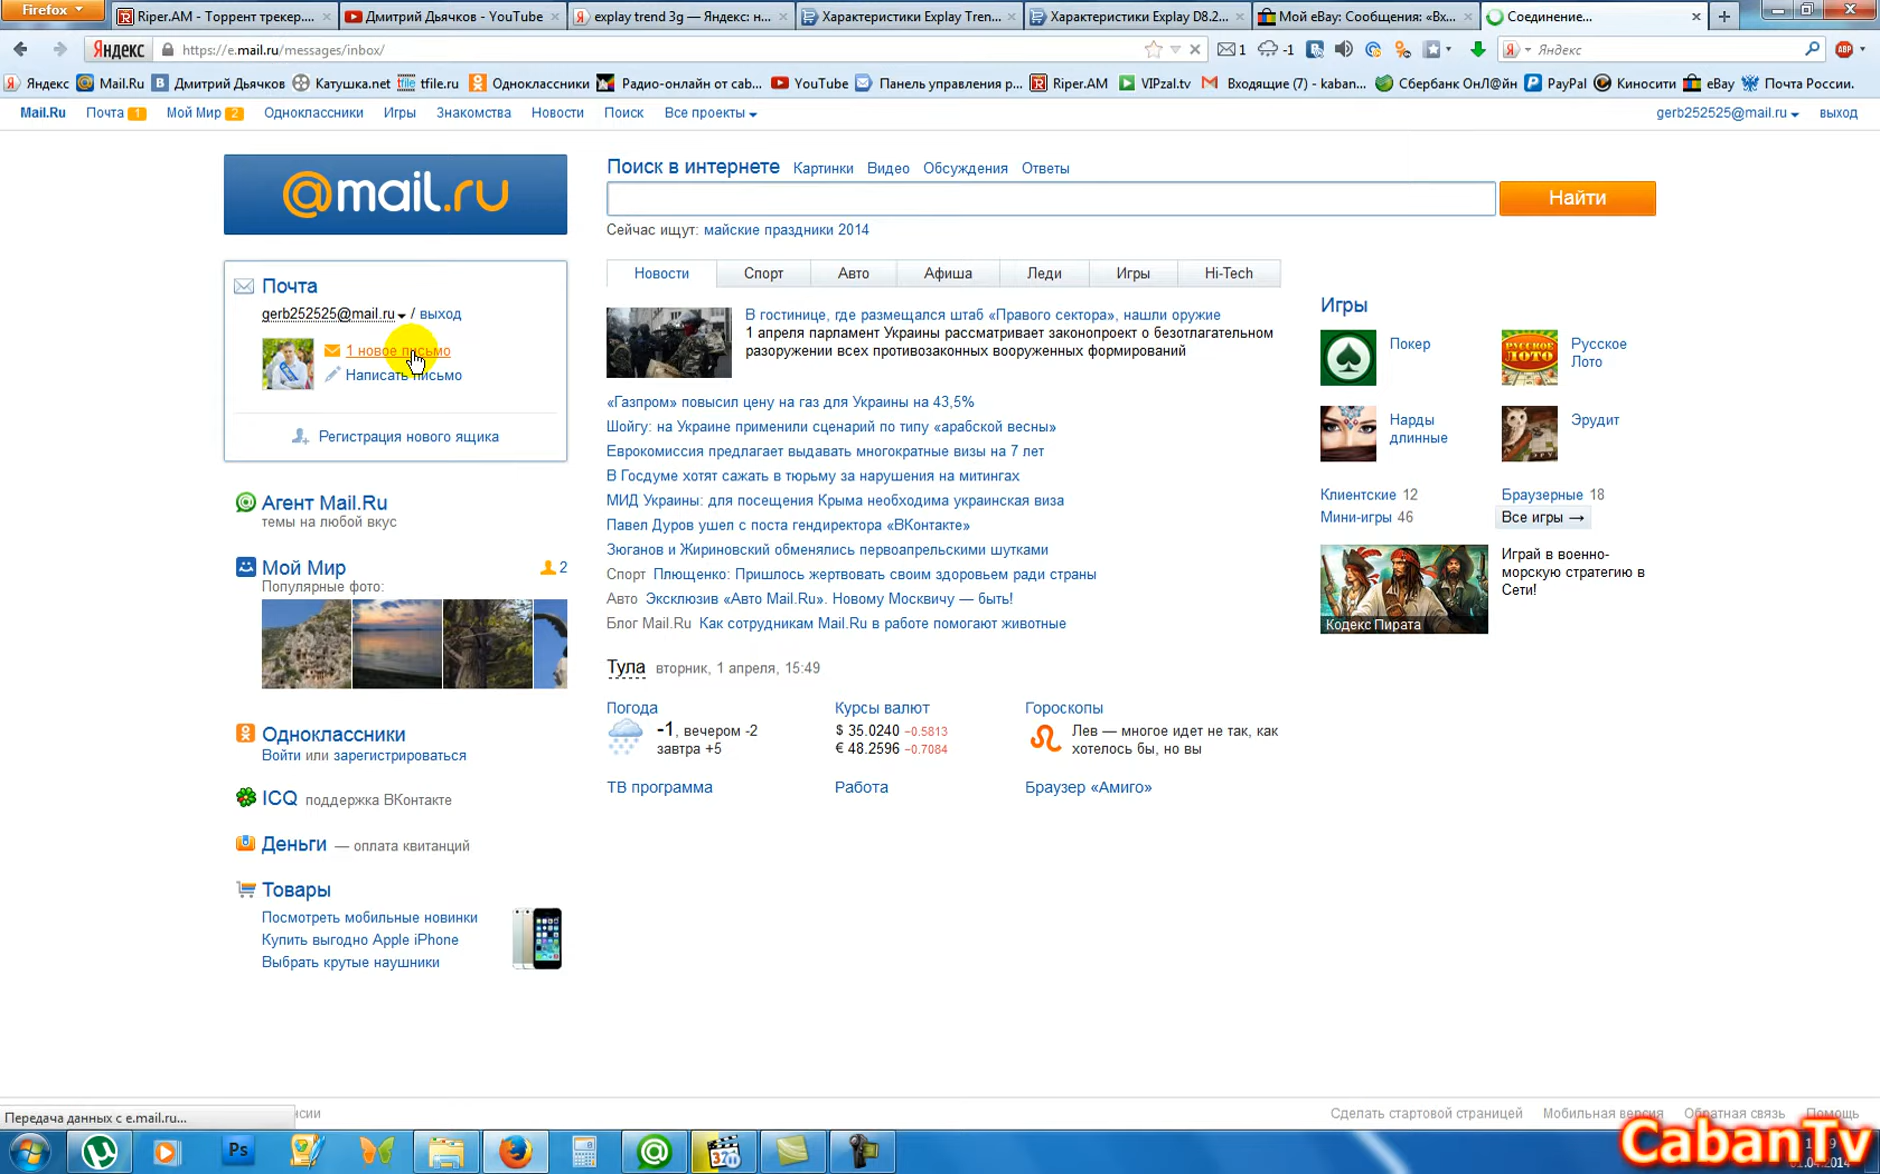 Firefox
Riper.AM - Торрент трекер....
Дмитрий Дьячков - YouTube
explay trend 3g — Яндекс: н...
Характеристики Explay Tren...
Характеристики Explay D8.2...
Мой eBay: Сообщения: «Вх...
Соединение...
Яндекс
https://e.mail.ru/messages/inbox/
1
-1
Яндекс
ABP
Яндекс
Mail.Ru
Дмитрий Дьячков
Катушка.net
tfile.ru
Одноклассники
Радио-онлайн от cab...
YouTube
Панель управления р...
Riper.AM
VIPzal.tv
Входящие (7) - kaban...
Сбербанк ОнЛ@йн
PayPal
Киносити
eBay
Почта России.
Mail.Ru
Почта 1
Мой Мир 2
Одноклассники
Игры
Знакомства
Новости
Поиск
Все проекты
gerb252525@mail.ru
выход
@mail.ru
Поиск в интернете Картинки Видео Обсуждения Ответы
Найти
Сейчас ищут: майские праздники 2014
Почта
gerb252525@mail.ru / выход
1 новое письмо
Написать письмо
Регистрация нового ящика
Агент Mail.Ru
темы на любой вкус
Мой Мир 2
Популярные фото:
Одноклассники
Войти или зарегистрироваться
ICQ поддержка ВКонтакте
Деньги — оплата квитанций
Товары
Посмотреть мобильные новинки
Купить выгодно Apple iPhone
Выбрать крутые наушники
Новости Спорт Авто Афиша Леди Игры Hi-Tech
В гостинице, где размещался штаб «Правого сектора», нашли оружие
1 апреля парламент Украины рассматривает законопроект о безотлагательном
разоружении всех противозаконных вооруженных формирований
«Газпром» повысил цену на газ для Украины на 43,5%
Шойгу: на Украине применили сценарий по типу «арабской весны»
Еврокомиссия предлагает выдавать многократные визы на 7 лет
В Госдуме хотят сажать в тюрьму за нарушения на митингах
МИД Украины: для посещения Крыма необходима украинская виза
Павел Дуров ушел с поста гендиректора «ВКонтакте»
Зюганов и Жириновский обменялись первоапрельскими шутками
Спорт Плющенко: Пришлось жертвовать своим здоровьем ради страны
Авто Эксклюзив «Авто Mail.Ru». Новому Москвичу — быть!
Блог Mail.Ru Как сотрудникам Mail.Ru в работе помогают животные
Тула вторник, 1 апреля, 15:49
Погода
-1, вечером -2
завтра +5
Курсы валют
$ 35.0240 -0.5813
€ 48.2596 -0.7084
Гороскопы
Лев — многое идет не так, как
хотелось бы, но вы
ТВ программа
Работа
Браузер «Амиго»
Игры
Покер
Русское
Лото
РУССКОЕ
ЛОТО
Нарды
длинные
Эрудит
Клиентские 12
Браузерные 18
Мини-игры 46
Все игры →
Кодекс Пирата
Играй в военно-
морскую стратегию в
Сети!
Передача данных с e.mail.ru...
нсии
Сделать стартовой страницей
Мобильная версия
Обратная связь
Помощь
Ps
320
CabanTv
01.04.2014